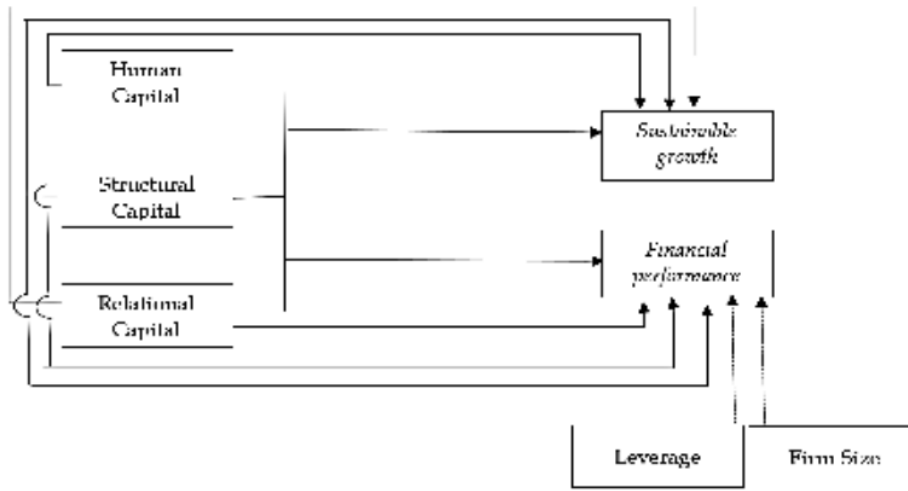 Human
Capital
Sustainable
growth
Structural
Capital
Financial
performance
Relational
Capital
Leverage
Firm Size